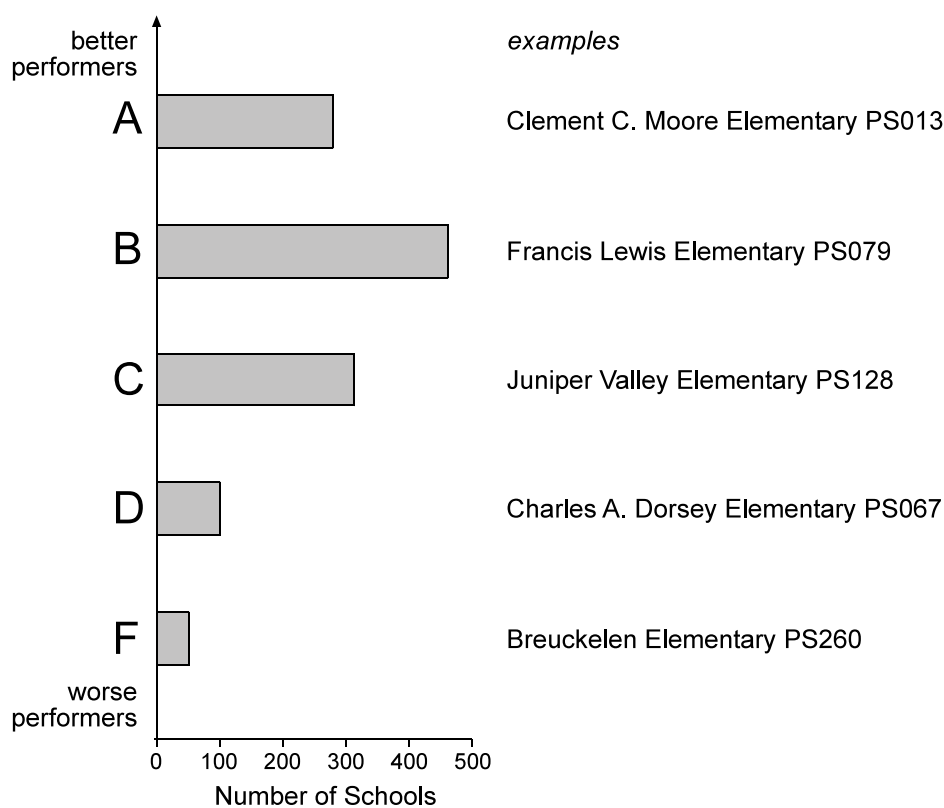 better
performers
examples
A
Clement C. Moore Elementary PS013
B
Francis Lewis Elementary PS079
C
Juniper Valley Elementary PS128
D
Charles A. Dorsey Elementary PS067
F
Breuckelen Elementary PS260
worse
performers
0 100 200 300 400 500
Number of Schools